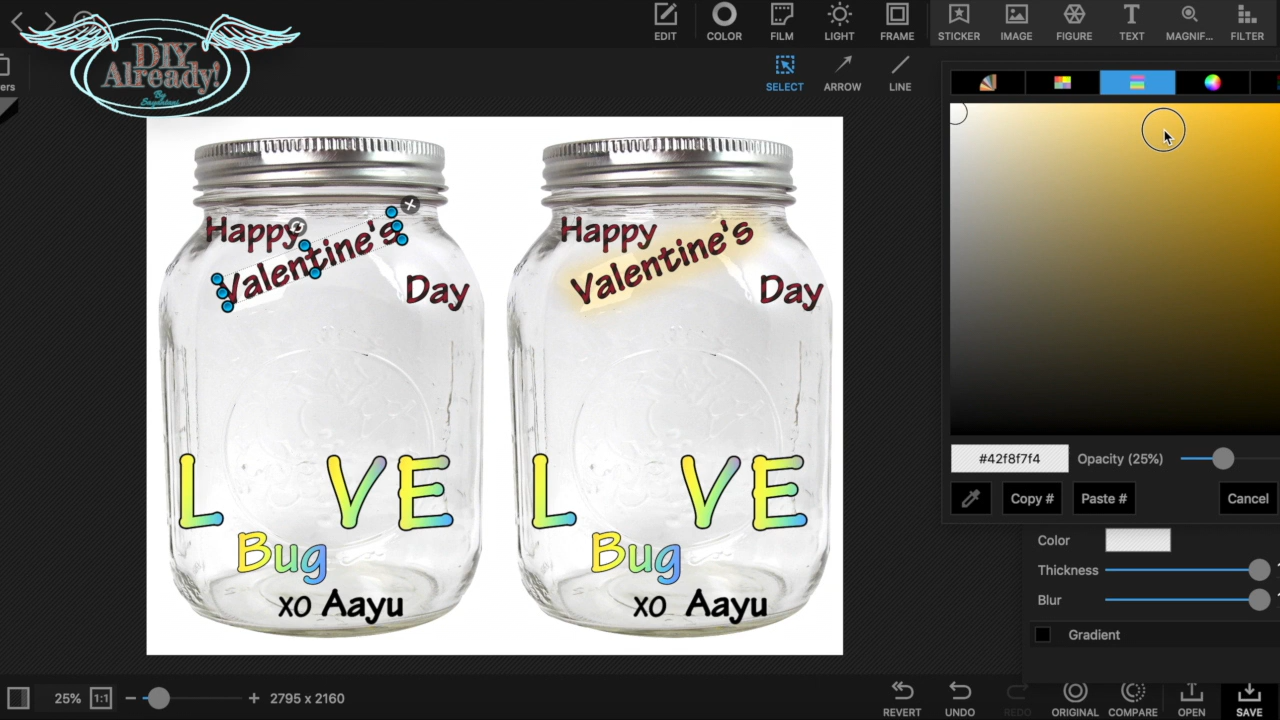 EDIT
COLOR
FILM
LIGHT
FRAME
STICKER
IMAGE
FIGURE
TEXT
MAGNIF...
FILTER
DIY
Already!
By
ers
SELECT
ARROW
LINE
Happy
Valentine's
Day
L VE
Bug
xo Aayu
Happy
Valentine's
Day
L VE
Bug
xo Aayu
#42f8f7f4
Opacity (25%)
Copy #
Paste #
Cancel
Color
Thickness
Blur
Gradient
25%
1:1
2795 x 2160
REVERT
UNDO
REDO
ORIGINAL
COMPARE
OPEN
SAVE